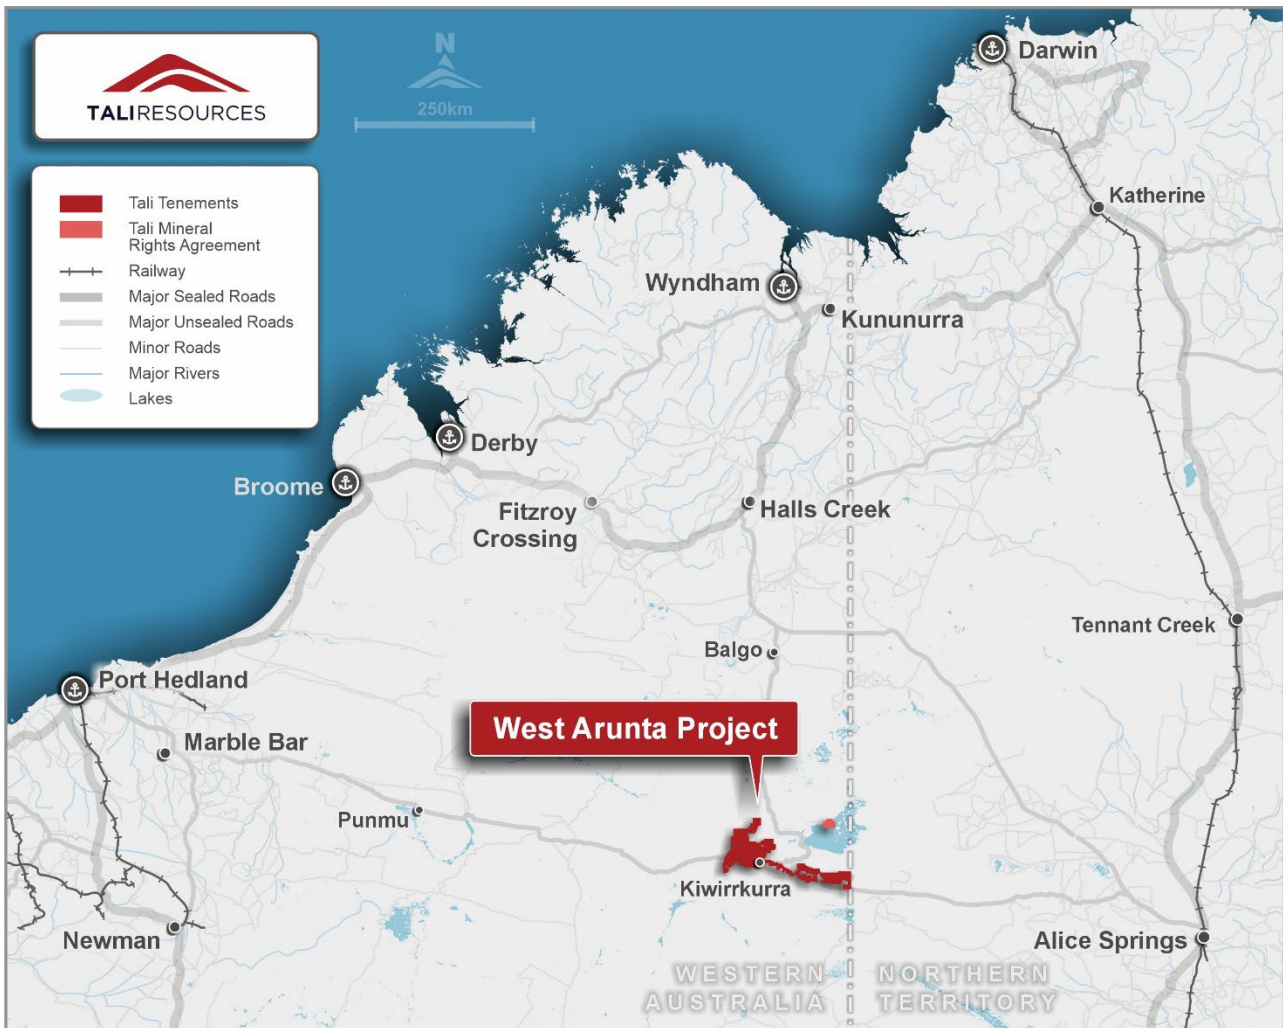 TALIRESOURCES
N
250km
Tali Tenements
Tali Mineral
Rights Agreement
Railway
Major Sealed Roads
Major Unsealed Roads
Minor Roads
Major Rivers
Lakes
Darwin
Katherine
Wyndham
Kununurra
Derby
Broome
Fitzroy
Crossing
Halls Creek
Tennant Creek
Balgo
Port Hedland
West Arunta Project
Marble Bar
Punmu
Kiwirrkurra
Newman
Alice Springs
WESTERN
AUSTRALIA
NORTHERN
TERRITORY